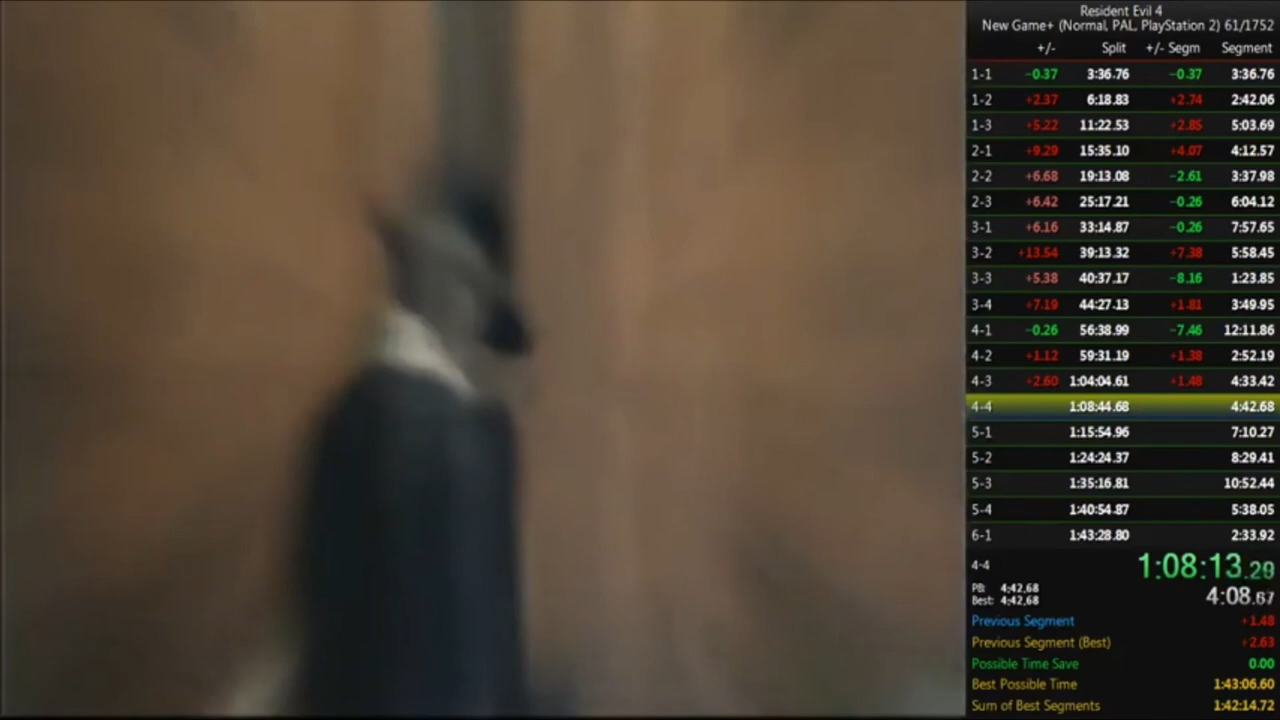 Resident Evil 4
New Game+ (Normal, PAL, PlayStation 2) 61/1752
+/- Split +/- Segm Segment
1-1 −0.37 3:36.76 −0.37 3:36.76
1-2 +2.37 6:18.83 +2.74 2:42.06
1-3 +5.22 11:22.53 +2.85 5:03.69
2-1 +9.29 15:35.10 +4.07 4:12.57
2-2 +6.68 19:13.08 −2.61 3:37.98
2-3 +6.42 25:17.21 −0.26 6:04.12
3-1 +6.16 33:14.87 −0.26 7:57.65
3-2 +13.54 39:13.32 +7.38 5:58.45
3-3 +5.38 40:37.17 −8.16 1:23.85
3-4 +7.19 44:27.13 +1.81 3:49.95
4-1 −0.26 56:38.99 −7.46 12:11.86
4-2 +1.12 59:31.19 +1.38 2:52.19
4-3 +2.60 1:04:04.61 +1.48 4:33.42
4-4 1:08:44.68 4:42.68
5-1 1:15:54.96 7:10.27
5-2 1:24:24.37 8:29.41
5-3 1:35:16.81 10:52.44
5-4 1:40:54.87 5:38.05
6-1 1:43:28.80 2:33.92
4-4 1:08:13.29
PB: 4:42.68
Best: 4:42.68 4:08.67
Previous Segment +1.48
Previous Segment (Best) +2.63
Possible Time Save 0.00
Best Possible Time 1:43:06.60
Sum of Best Segments 1:42:14.72